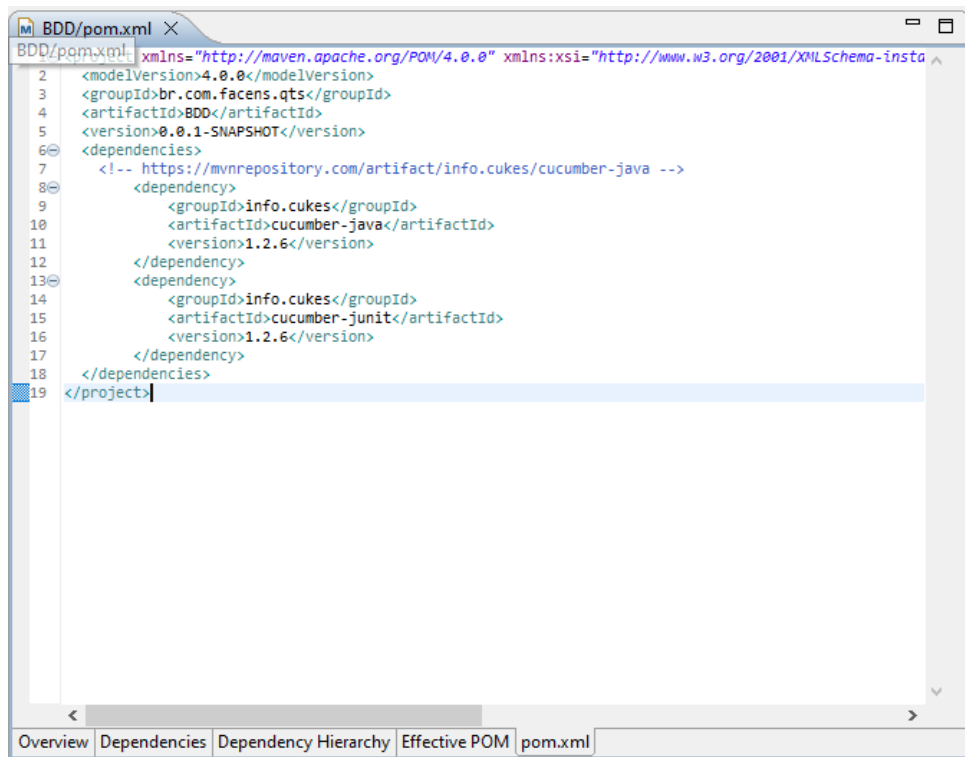 BDD/pom.xml
BDD/pom.xml
1 <project xmlns="http://maven.apache.org/POM/4.0.0" xmlns:xsi="http://www.w3.org/2001/XMLSchema-insta
2 <modelVersion>4.0.0</modelVersion>
3 <groupId>br.com.facens.qts</groupId>
4 <artifactId>BDD</artifactId>
5 <version>0.0.1-SNAPSHOT</version>
6 <dependencies>
7 <!-- https://mvnrepository.com/artifact/info.cukes/cucumber-java -->
8 <dependency>
9 <groupId>info.cukes</groupId>
10 <artifactId>cucumber-java</artifactId>
11 <version>1.2.6</version>
12 </dependency>
13 <dependency>
14 <groupId>info.cukes</groupId>
15 <artifactId>cucumber-junit</artifactId>
16 <version>1.2.6</version>
17 </dependency>
18 </dependencies>
19 </project>
Overview Dependencies Dependency Hierarchy Effective POM pom.xml